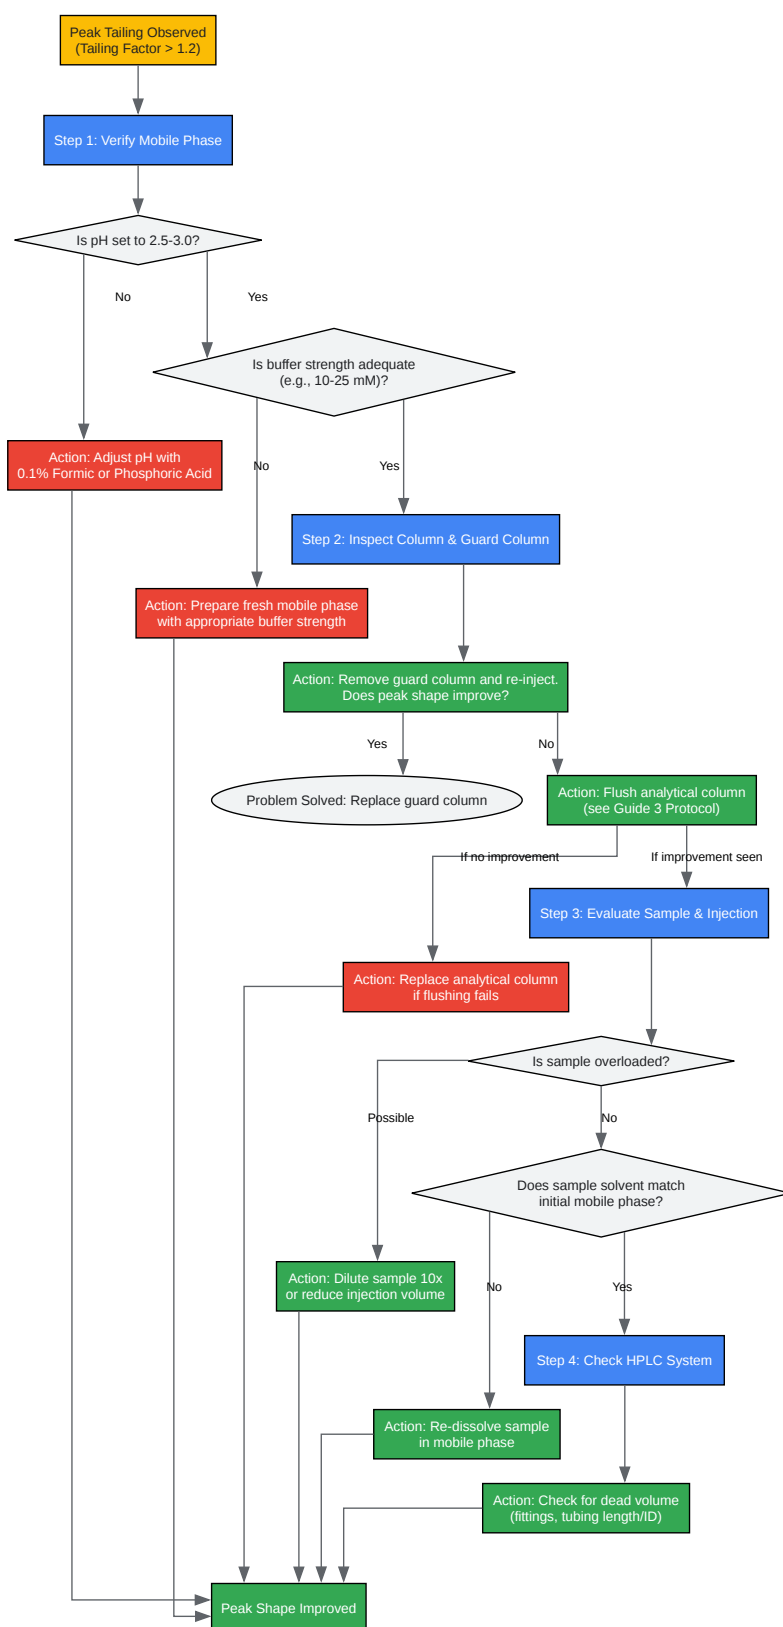 Peak Tailing Observed
(Tailing Factor > 1.2)
Step 1: Verify Mobile Phase
Is pH set to 2.5-3.0?
No
Yes
Is buffer strength adequate
(e.g., 10-25 mM)?
Action: Adjust pH with
0.1% Formic or Phosphoric Acid
No
Yes
Step 2: Inspect Column & Guard Column
Action: Prepare fresh mobile phase
with appropriate buffer strength
Action: Remove guard column and re-inject.
Does peak shape improve?
Yes
No
Problem Solved: Replace guard column
Action: Flush analytical column
(see Guide 3 Protocol)
If no improvement
If improvement seen
Step 3: Evaluate Sample & Injection
Action: Replace analytical column
if flushing fails
Is sample overloaded?
Possible
No
Does sample solvent match
initial mobile phase?
Action: Dilute sample 10x
or reduce injection volume
No
Yes
Step 4: Check HPLC System
Action: Re-dissolve sample
in mobile phase
Action: Check for dead volume
(fittings, tubing length/ID)
Peak Shape Improved